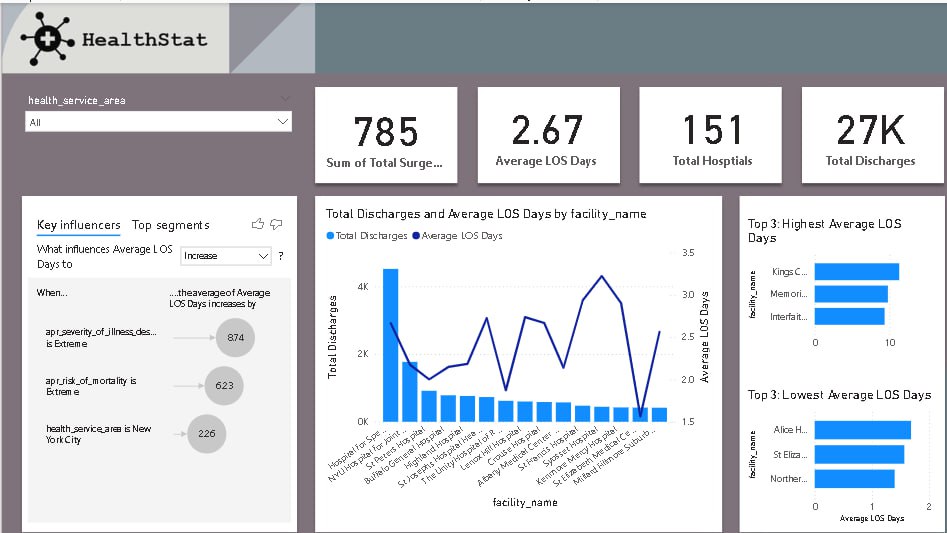 HealthStat
health_service_area
All
785
Sum of Total Surge...
2.67
Average LOS Days
151
Total Hosptials
27K
Total Discharges
Key influencers Top segments
What influences Average LOS
Days to
Increase
?
When...
....the average of Average
LOS Days increases by
apr_severity_of_illness_des...
is Extreme
8.74
apr_risk_of_mortality is
Extreme
6.23
health_service_area is New
York City
2.26
Total Discharges and Average LOS Days by facility_name
Total Discharges Average LOS Days
Total Discharges
4K
2K
0K
3.5
3.0
2.5
2.0
1.5
Average LOS Days
Hospital For Spe...
NYU Hospital for Joint...
St Peters Hospital
Buffalo General Hospital
Highland Hospital
St Josephs Hospital Hea...
The Unity Hospital of R...
Lenox Hill Hospital
Crouse Hospital
Albany Medical Center...
St Francis Hospital
Syosset Hospital
Kenmore Mercy Hospital
St Elizabeth Medical Ce...
Millard Fillmore Suburb...
facility_name
Top 3: Highest Average LOS
Days
facility_name
Kings C...
Memori...
Interfait...
0 10
Top 3: Lowest Average LOS Days
facility_name
Alice H...
St Eliza...
Norther...
0 1 2
Average LOS Days